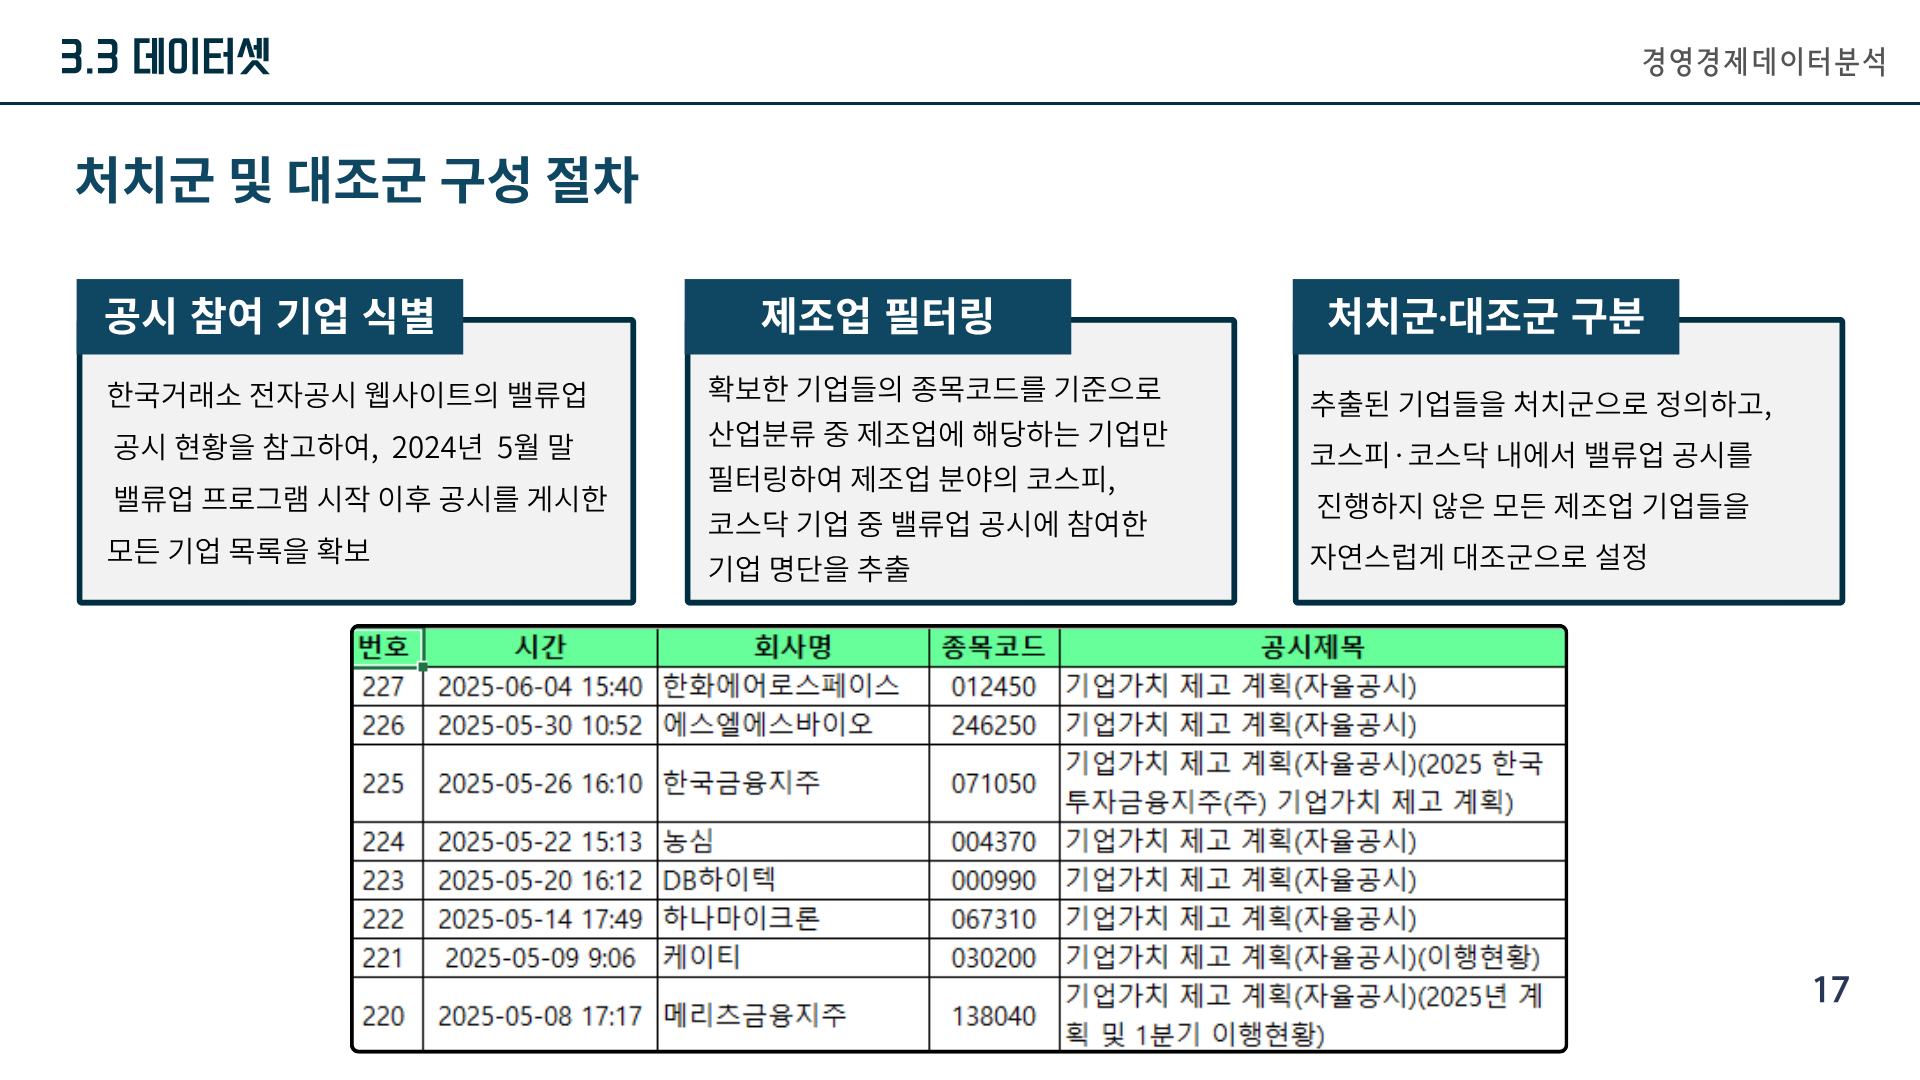 3.3 데이터셋
경영경제데이터분석
처치군 및 대조군 구성 절차
공시 참여 기업 식별
한국거래소 전자공시 웹사이트의 밸류업
공시 현황을 참고하여, 2024년 5월 말
밸류업 프로그램 시작 이후 공시를 게시한
모든 기업 목록을 확보
제조업 필터링
확보한 기업들의 종목코드를 기준으로
산업분류 중 제조업에 해당하는 기업만
필터링하여 제조업 분야의 코스피,
코스닥 기업 중 밸류업 공시에 참여한
기업 명단을 추출
처치군·대조군 구분
추출된 기업들을 처치군으로 정의하고,
코스피·코스닥 내에서 밸류업 공시를
진행하지 않은 모든 제조업 기업들을
자연스럽게 대조군으로 설정
번호 시간 회사명 종목코드 공시제목
227 2025-06-04 15:40 한화에어로스페이스 012450 기업가치 제고 계획(자율공시)
226 2025-05-30 10:52 에스엘에스바이오 246250 기업가치 제고 계획(자율공시)
225 2025-05-26 16:10 한국금융지주 071050 기업가치 제고 계획(자율공시)(2025 한국
투자금융지주(주) 기업가치 제고 계획)
224 2025-05-22 15:13 농심 004370 기업가치 제고 계획(자율공시)
223 2025-05-20 16:12 DB하이텍 000990 기업가치 제고 계획(자율공시)
222 2025-05-14 17:49 하나마이크론 067310 기업가치 제고 계획(자율공시)
221 2025-05-09 9:06 케이티 030200 기업가치 제고 계획(자율공시)(이행현황)
220 2025-05-08 17:17 메리츠금융지주 138040 기업가치 제고 계획(자율공시)(2025년 계
획 및 1분기 이행현황)
17